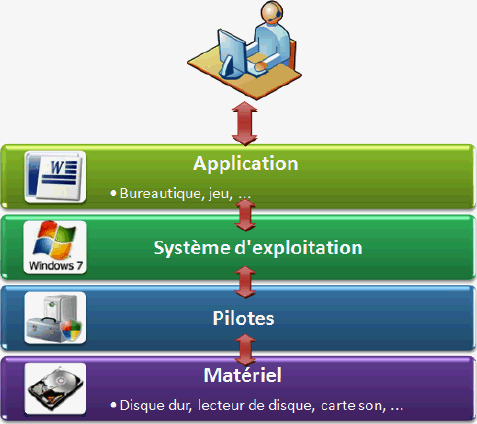 Application
• Bureautique, jeu, ...
Windows 7
Système d'exploitation
Pilotes
Matériel
• Disque dur, lecteur de disque, carte son, ...